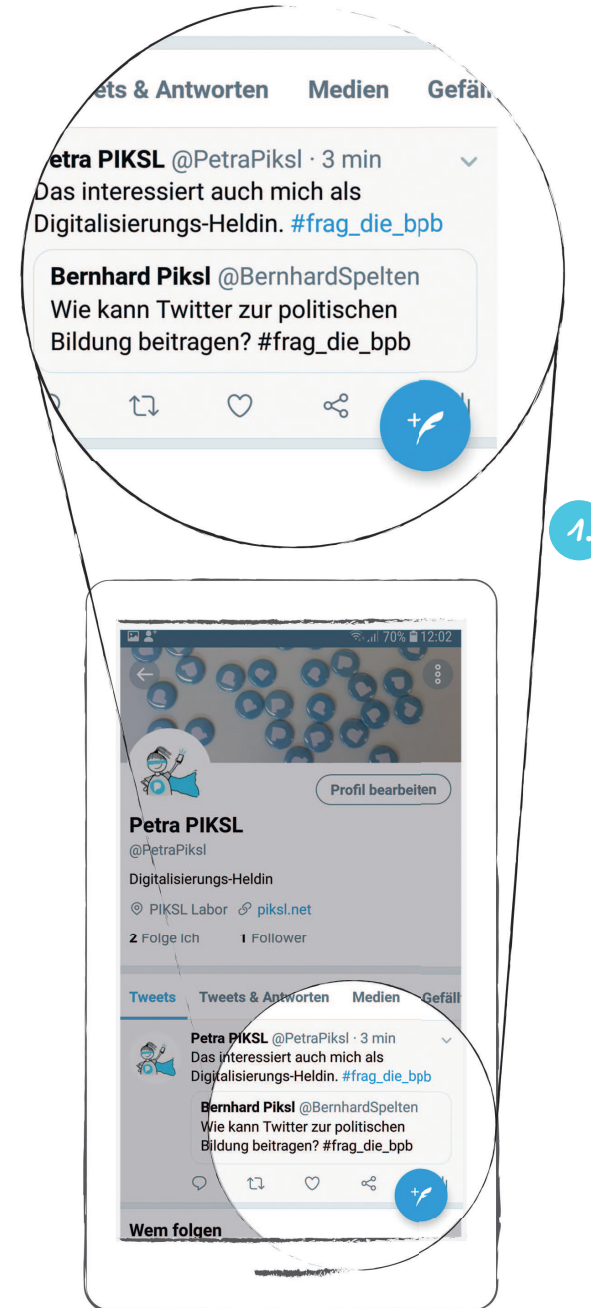 ets & Antworten Medien Gefäll
etra PIKSL @PetraPiksl · 3 min
Das interessiert auch mich als
Digitalisierungs-Heldin. #frag_die_bpb
Bernhard Piksl @BernhardSpelten
Wie kann Twitter zur politischen
Bildung beitragen? #frag_die_bpb
1.
70% 12:02
Profil bearbeiten
Petra PIKSL
@PetraPiksl
Digitalisierungs-Heldin
PIKSL Labor piksl.net
2 Folge ich 1 Follower
Tweets Tweets & Antworten Medien Gefäll
Petra PIKSL @PetraPiksl · 3 min
Das interessiert auch mich als
Digitalisierungs-Heldin. #frag_die_bpb
Bernhard Piksl @BernhardSpelten
Wie kann Twitter zur politischen
Bildung beitragen? #frag_die_bpb
Wem folgen